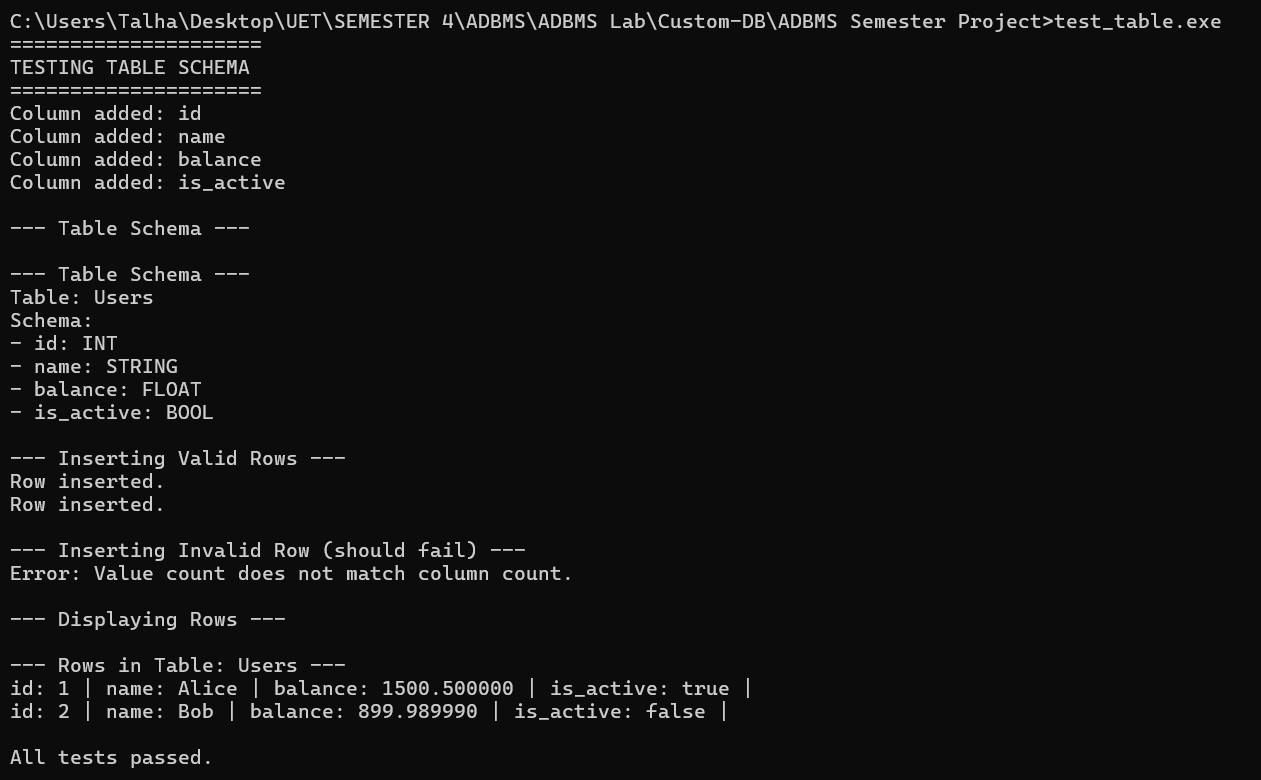 C:\Users\Talha\Desktop\UET\SEMESTER 4\ADBMS\ADBMS Lab\Custom-DB\ADBMS Semester Project>test_table.exe
=====================
TESTING TABLE SCHEMA
=====================
Column added: id
Column added: name
Column added: balance
Column added: is_active
--- Table Schema ---
--- Table Schema ---
Table: Users
Schema:
- id: INT
- name: STRING
- balance: FLOAT
- is_active: BOOL
--- Inserting Valid Rows ---
Row inserted.
Row inserted.
--- Inserting Invalid Row (should fail) ---
Error: Value count does not match column count.
--- Displaying Rows ---
--- Rows in Table: Users ---
id: 1 | name: Alice | balance: 1500.500000 | is_active: true |
id: 2 | name: Bob | balance: 899.989990 | is_active: false |
All tests passed.